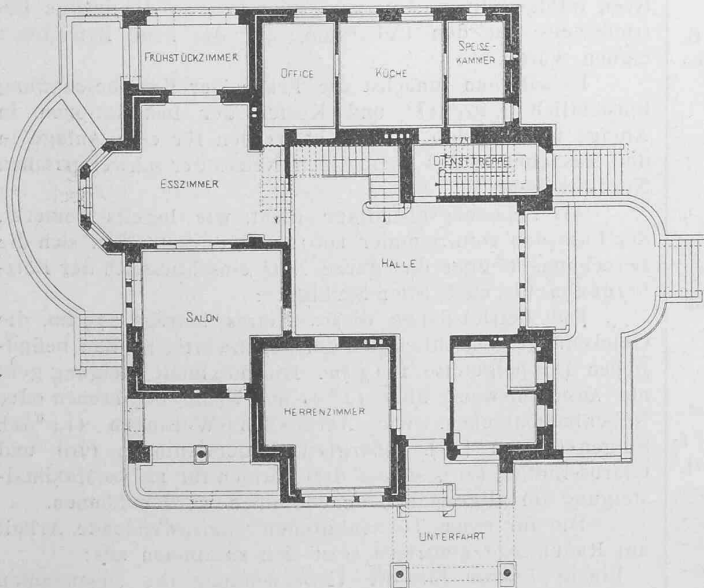 FRÜHSTÜCKZIMMER
OFFICE
KÜCHE
SPEISE-
KAMMER
DIENSTTREPPE
ESSZIMMER
HALLE
SALON
HERRENZIMMER
UNTERFAHRT